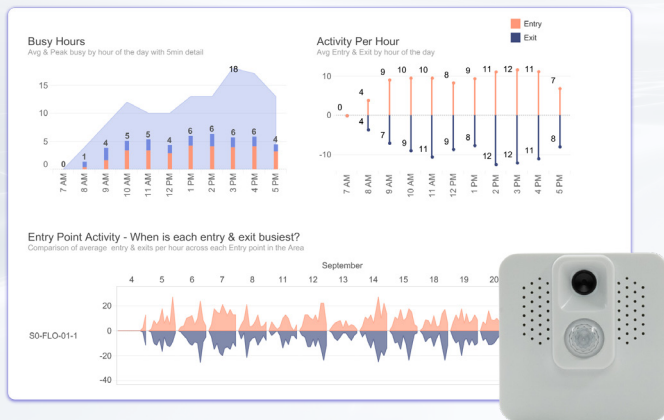 Entry
Exit
Busy Hours
Avg & Peak busy by hour of the day with 5min detail
15
10
5
0
18
0
1
4
5
5
4
6
6
6
6
4
7 AM
8 AM
9 AM
10 AM
11 AM
12 PM
1 PM
2 PM
3 PM
4 PM
5 PM
Activity Per Hour
Avg Entry & Exit by hour of the day
10
0
-10
0
4
9
10
10
8
9
11
12
11
7
4
7
9
11
9
8
12
12
11
8
7 AM
8 AM
9 AM
10 AM
11 AM
12 PM
1 PM
2 PM
3 PM
4 PM
5 PM
Entry Point Activity - When is each entry & exit busiest?
Comparison of average entry & exits per hour across each Entry point in the Area
September
4 5 6 7 8 11 12 13 14 15 18 19 20
S0-FLO-01-1
20
0
-20
-40